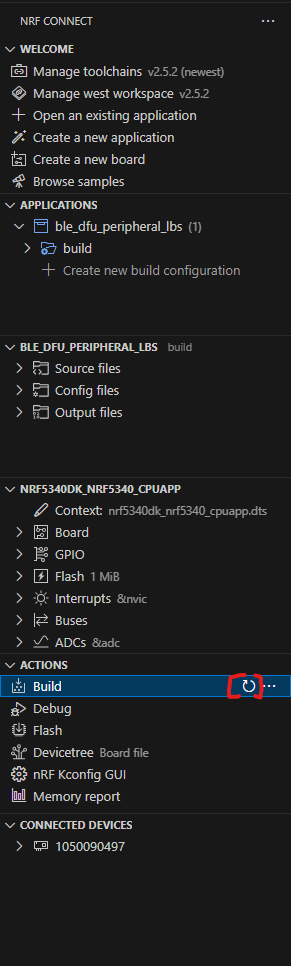 NRF CONNECT
WELCOME
Manage toolchains v2.5.2 (newest)
Manage west workspace v2.5.2
Open an existing application
Create a new application
Create a new board
Browse samples
APPLICATIONS
ble_dfu_peripheral_lbs (1)
build
Create new build configuration
BLE_DFU_PERIPHERAL_LBS build
Source files
Config files
Output files
NRF5340DK_NRF5340_CPUAPP
Context: nrf5340dk_nrf5340_cpuapp.dts
Board
GPIO
Flash 1 MiB
Interrupts &nvic
Buses
ADCs &adc
ACTIONS
Build
Debug
Flash
Devicetree Board file
nRF Kconfig GUI
Memory report
CONNECTED DEVICES
1050090497